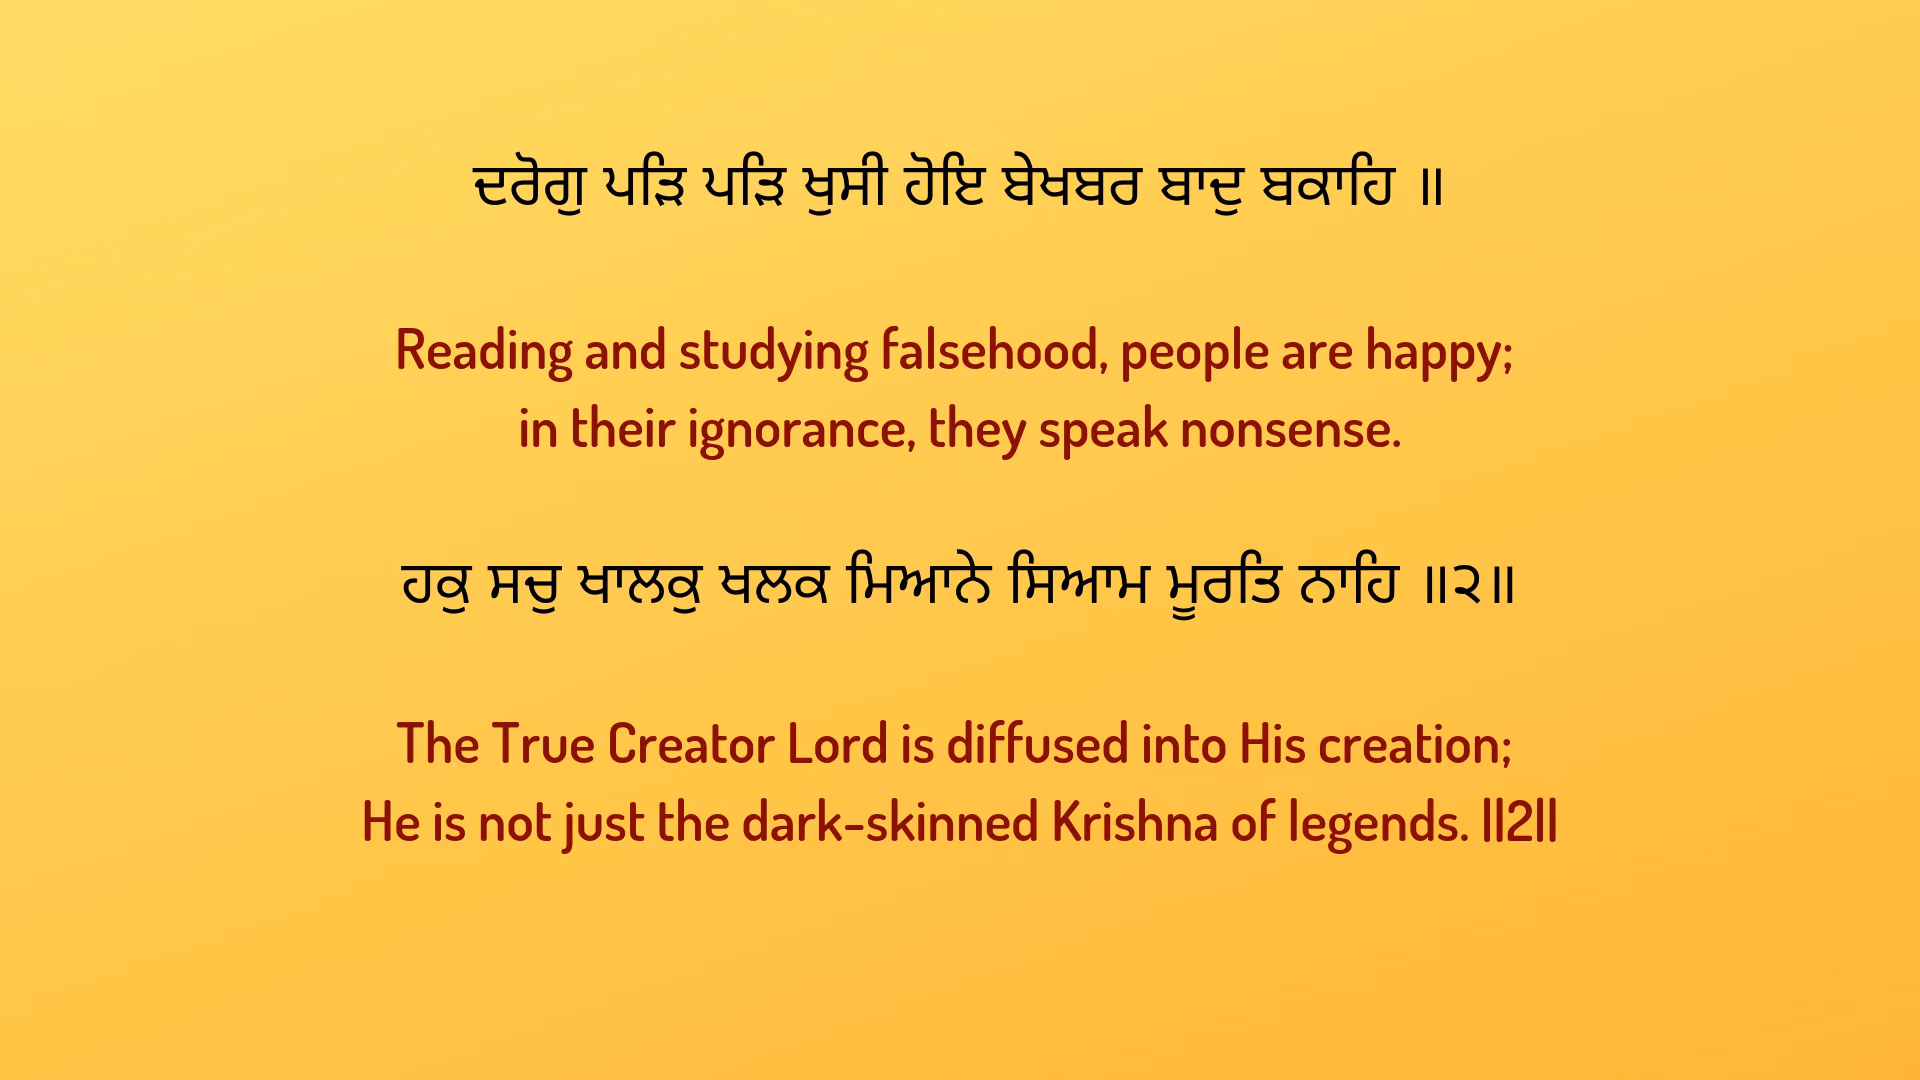 ਦਰੋਗੁ ਪੜਿ ਪੜਿ ਖੁਸੀ ਹੋਇ ਬੇਖਬਰ ਬਾਦੁ ਬਕਾਹਿ ॥
Reading and studying falsehood, people are happy;
in their ignorance, they speak nonsense.
ਹਕੁ ਸਚੁ ਖਾਲਕੁ ਖਲਕ ਮਿਆਨੇ ਸਿਆਮ ਮੂਰਤਿ ਨਾਹਿ ॥੨॥
The True Creator Lord is diffused into His creation;
He is not just the dark-skinned Krishna of legends. ||2||